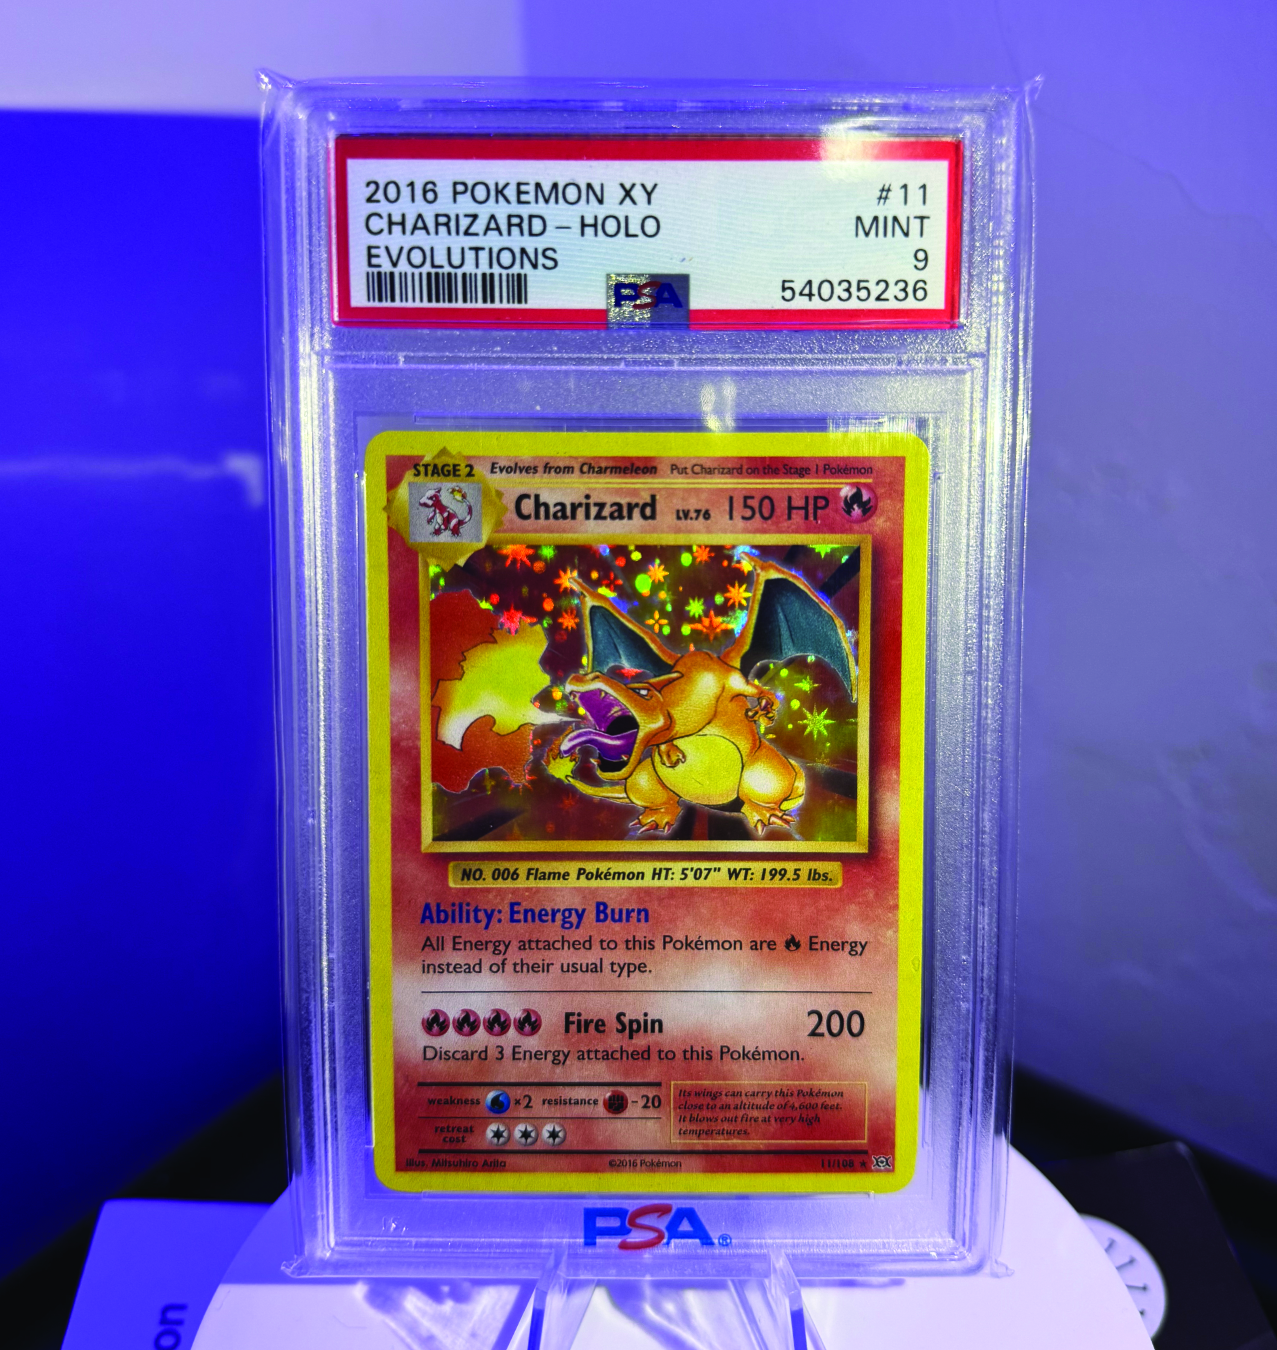 2016 POKEMON XY #11
CHARIZARD – HOLO MINT
EVOLUTIONS 9
PSA 54035236
STAGE 2 Evolves from Charmeleon Put Charizard on the Stage 1 Pokémon
Charizard LV.76 150 HP
NO. 006 Flame Pokémon HT: 5'07" WT: 199.5 lbs.
Ability: Energy Burn
All Energy attached to this Pokémon are Energy
instead of their usual type.
Fire Spin 200
Discard 3 Energy attached to this Pokémon.
weakness ×2 resistance -20
retreat
cost
Its wings can carry this Pokémon
close to an altitude of 4,600 feet.
It blows out fire at very high
temperatures.
Illus. Mitsuhiro Arita ©2016 Pokémon 11/108 ★
PSA®
on